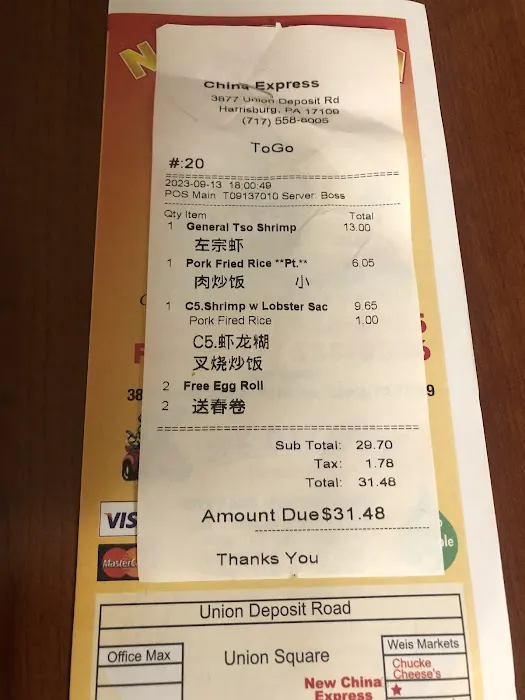 China Express
3877 Union Deposit Rd
Harrisburg, PA 17109
(717) 558-8005
ToGo
#:20
2023-09-13 18:00:49
POS Main T09137010 Server: Boss
Qty Item Total
1 General Tso Shrimp 13.00
左宗虾
1 Pork Fried Rice **Pt.** 6.05
肉炒饭 小
1 C5.Shrimp w Lobster Sac 9.65
Pork Fired Rice 1.00
C5.虾龙糊
叉烧炒饭
2 Free Egg Roll
2 送春卷
Sub Total: 29.70
Tax: 1.78
Total: 31.48
Amount Due$31.48
Thanks You
VIS
MasterC
Union Deposit Road
Office Max
Union Square
Weis Markets
Chucke
Cheese's
New China
Express